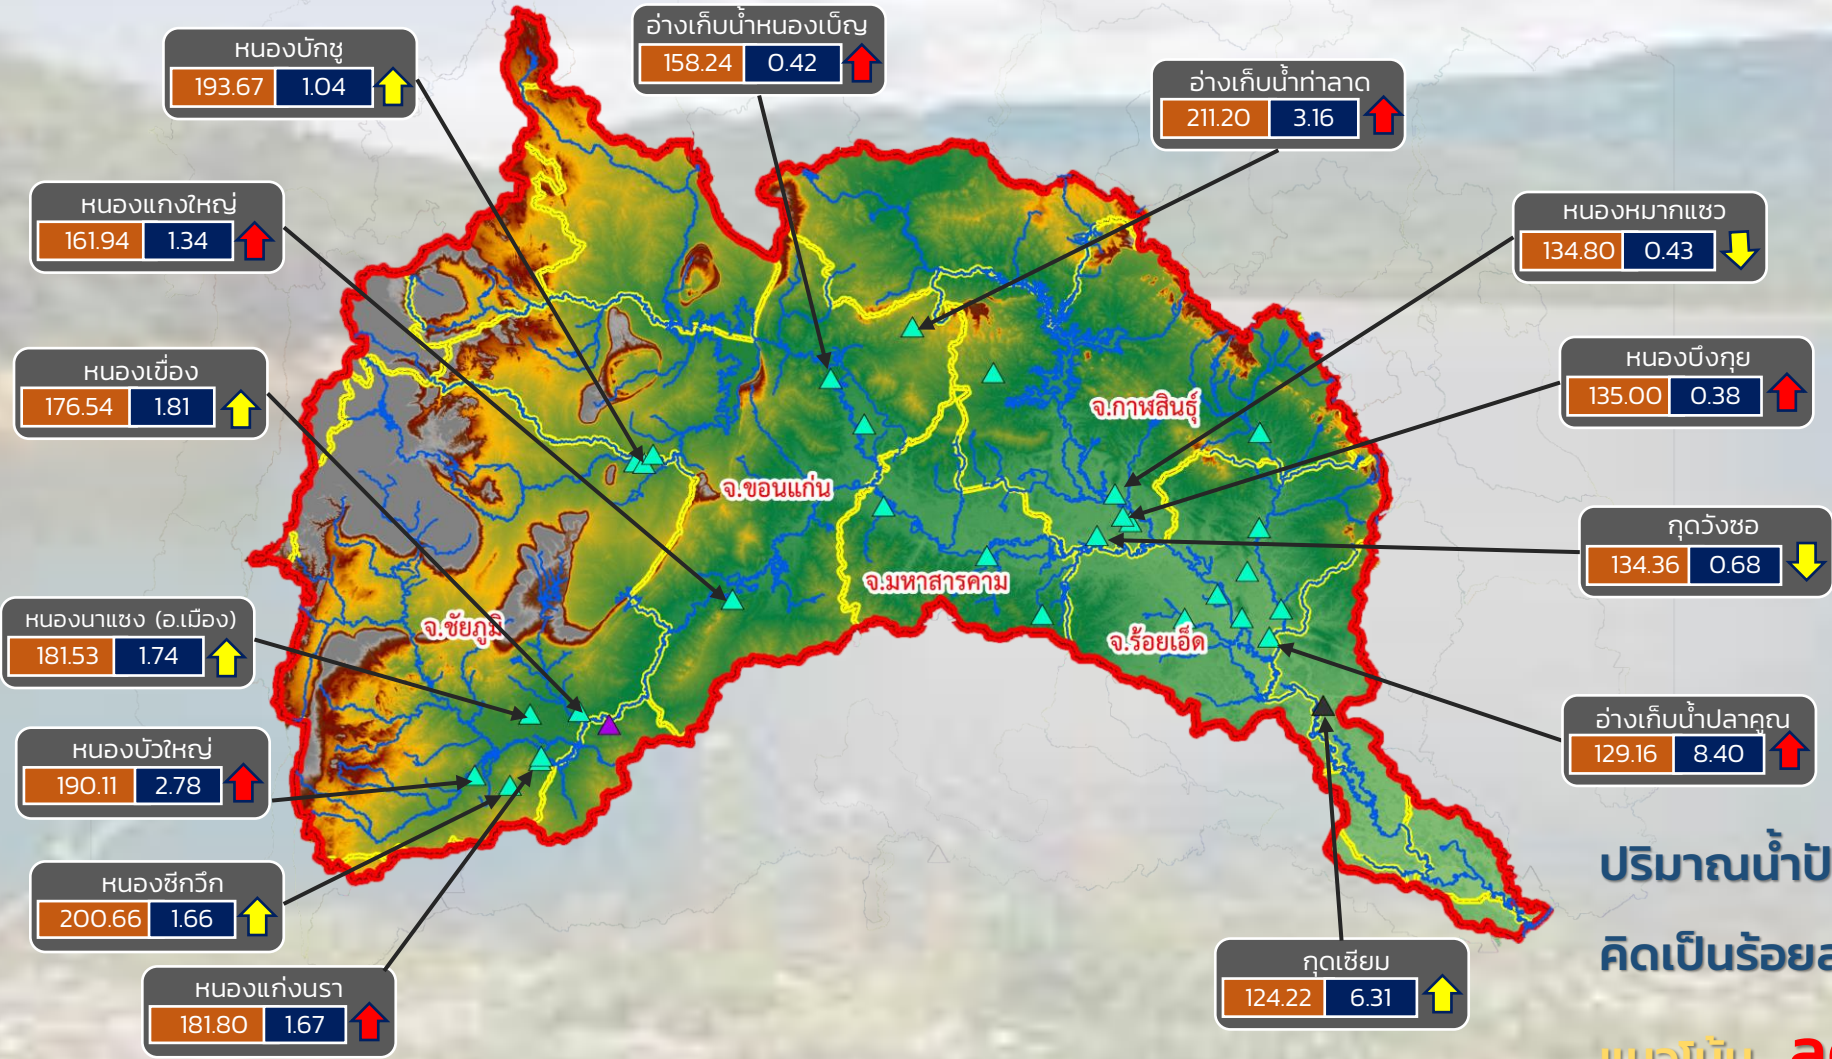 หนองบักชู
193.67 1.04
อ่างเก็บน้ำหนองเบ็ญ
158.24 0.42
อ่างเก็บน้ำท่าลาด
211.20 3.16
หนองแกงใหญ่
161.94 1.34
หนองหมากแซว
134.80 0.43
หนองเขื่อง
176.54 1.81
หนองบึงกุย
135.00 0.38
จ.กาฬสินธุ์
จ.ขอนแก่น
กุดวังซอ
134.36 0.68
จ.มหาสารคาม
หนองนาแซง (อ.เมือง)
181.53 1.74
จ.ชัยภูมิ
จ.ร้อยเอ็ด
อ่างเก็บน้ำปลาคูณ
129.16 8.40
หนองบัวใหญ่
190.11 2.78
หนองซีกวึก
200.66 1.66
ปริมาณน้ำปั
คิดเป็นร้อยล
กุดเซียม
124.22 6.31
หนองแก่งนรา
181.80 1.67
แนวโน้ม